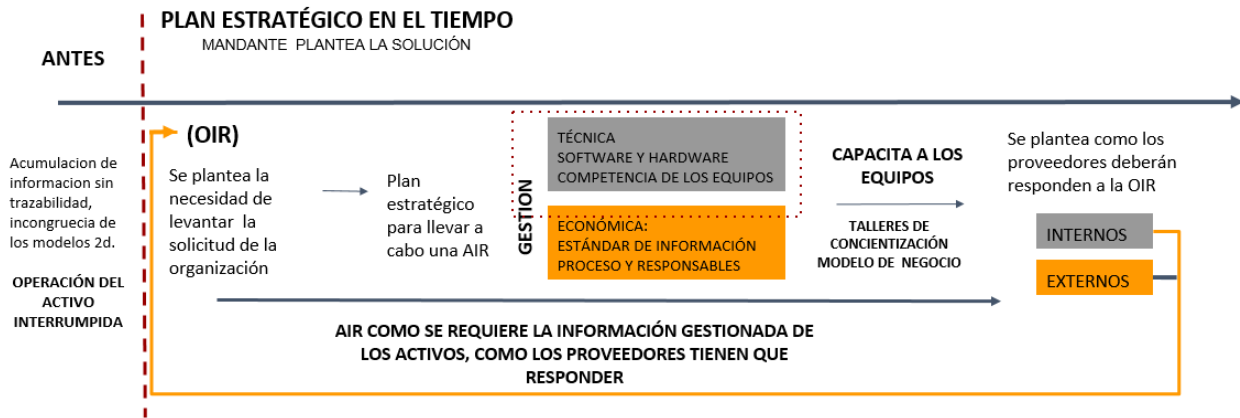 PLAN ESTRATÉGICO EN EL TIEMPO
MANDANTE PLANTEA LA SOLUCIÓN
ANTES
Acumulacion de
informacion sin
trazabilidad,
incongruecia de
los modelos 2d.
OPERACIÓN DEL
ACTIVO
INTERRUMPIDA
(OIR)
Se plantea la
necesidad de
levantar la
solicitud de la
organización
Plan
estratégico
para llevar a
cabo una AIR
GESTION
TÉCNICA
SOFTWARE Y HARDWARE
COMPETENCIA DE LOS EQUIPOS
ECONÓMICA:
ESTÁNDAR DE INFORMACIÓN
PROCESO Y RESPONSABLES
CAPACITA A LOS
EQUIPOS
TALLERES DE
CONCIENTIZACIÓN
MODELO DE NEGOCIO
Se plantea como los
proveedores deberán
responden a la OIR
INTERNOS
EXTERNOS
AIR COMO SE REQUIERE LA INFORMACIÓN GESTIONADA DE
LOS ACTIVOS, COMO LOS PROVEEDORES TIENEN QUE
RESPONDER